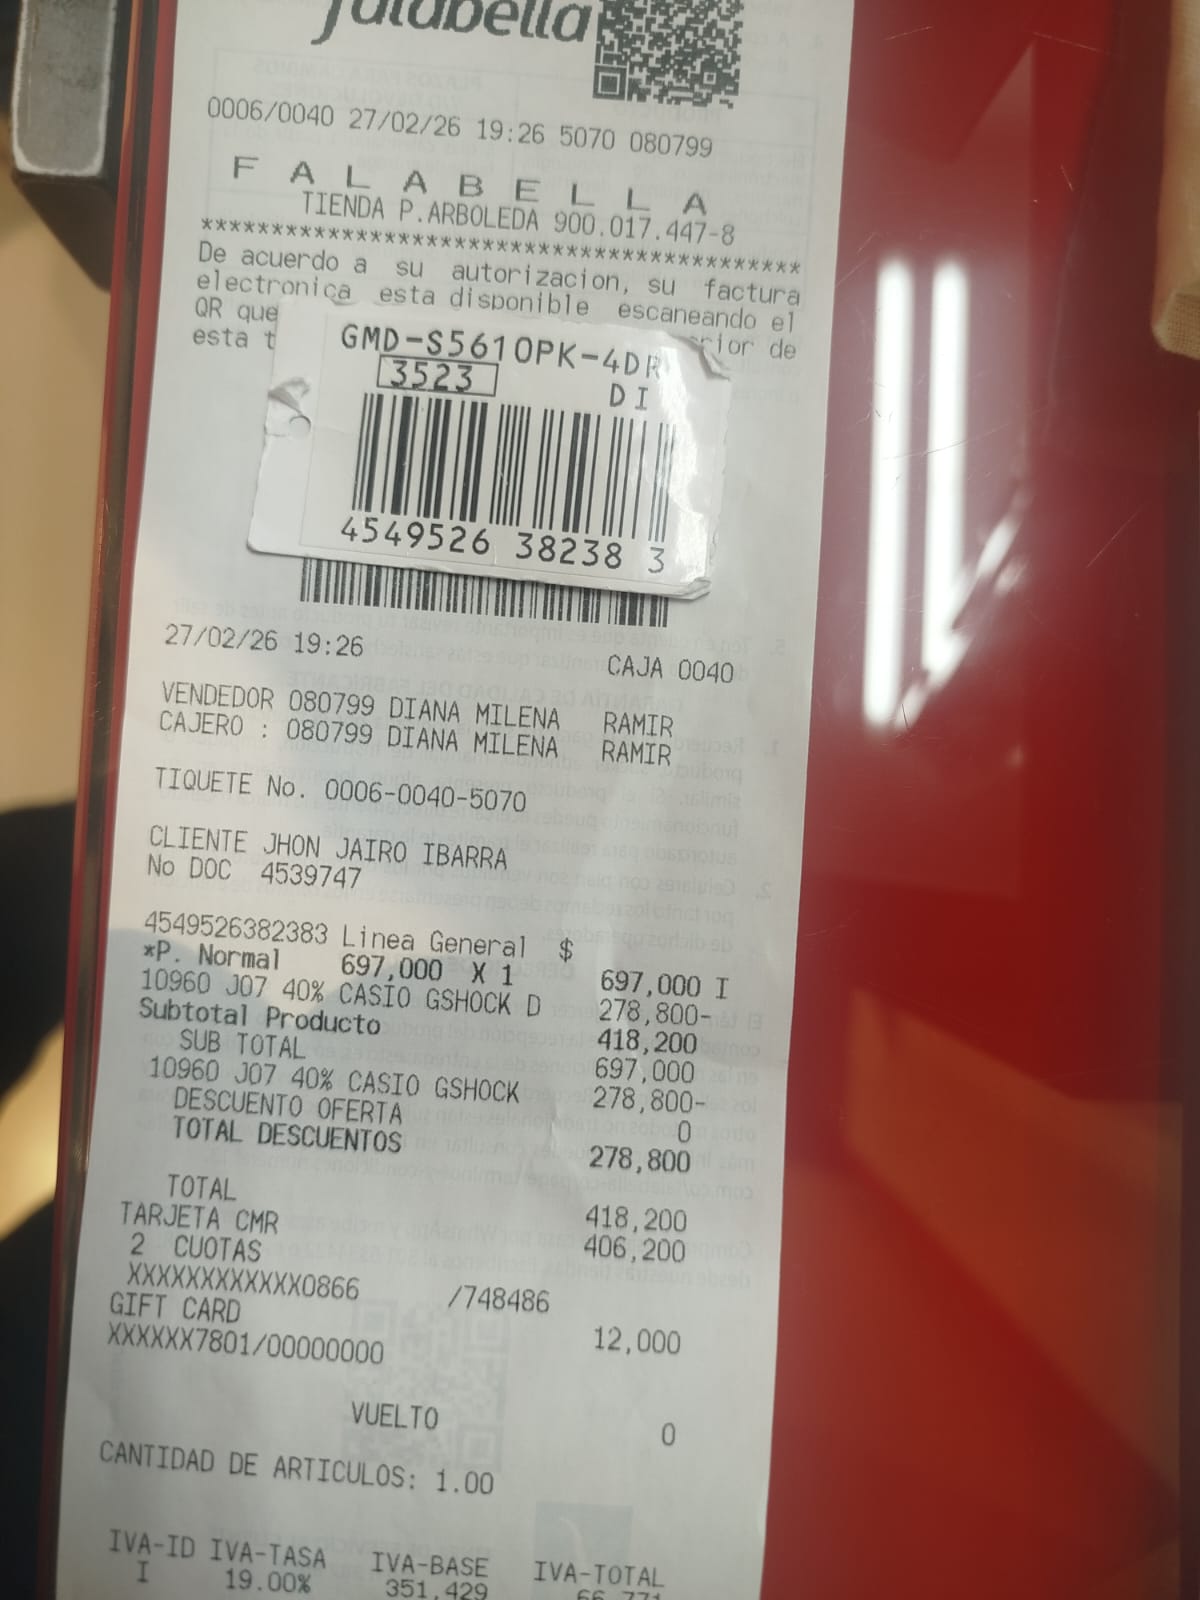 falabella
0006/0040 27/02/26 19:26 5070 080799
F A L A B E L L A
TIENDA P.ARBOLEDA 900.017.447-8
******************************************
De acuerdo a su autorizacion, su factura
electronica esta disponible escaneando el
QR que rior de
esta t
GMD-S5610PK-4DR
3523
DI
4549526 38238 3
27/02/26 19:26 CAJA 0040
VENDEDOR 080799 DIANA MILENA RAMIR
CAJERO : 080799 DIANA MILENA RAMIR
TIQUETE No. 0006-0040-5070
CLIENTE JHON JAIRO IBARRA
No DOC 4539747
4549526382383 Linea General $
*P. Normal 697,000 X 1 697,000 I
10960 J07 40% CASIO GSHOCK D 278,800-
Subtotal Producto 418,200
SUB TOTAL 697,000
10960 J07 40% CASIO GSHOCK 278,800-
DESCUENTO OFERTA 0
TOTAL DESCUENTOS 278,800
TOTAL 418,200
TARJETA CMR 406,200
2 CUOTAS
XXXXXXXXXXXX0866 /748486
GIFT CARD 12,000
XXXXXX7801/00000000
VUELTO 0
CANTIDAD DE ARTICULOS: 1.00
IVA-ID IVA-TASA IVA-BASE IVA-TOTAL
I 19.00% 351,429 66,771